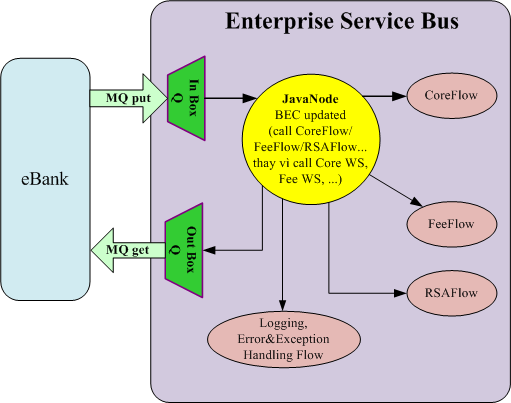 Enterprise Service Bus
eBank
MQ put
In Box
Q
JavaNode
BEC updated
(call CoreFlow/
FeeFlow/RSAFlow...
thay vi call Core WS,
Fee WS, ...)
CoreFlow
FeeFlow
RSAFlow
MQ get
Out Box
Q
Logging,
Error&Exception
Handling Flow